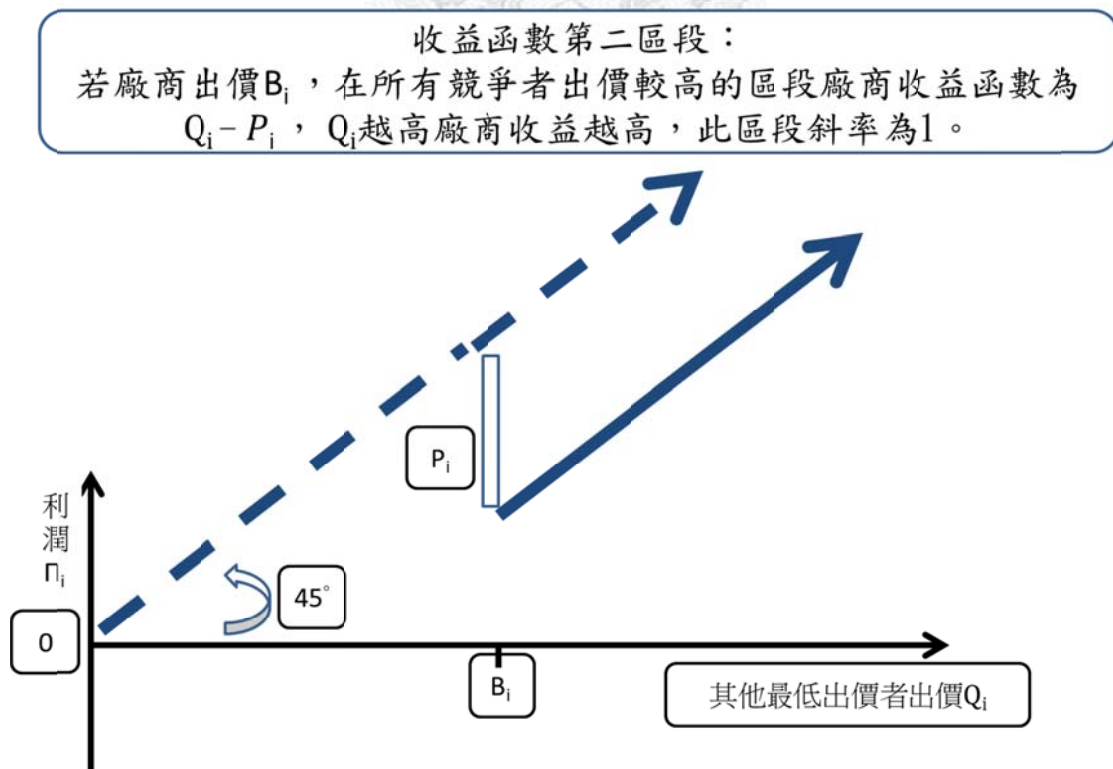 收益函數第二區段：
若廠商出價Bᵢ，在所有競爭者出價較高的區段廠商收益函數為
Qᵢ – Pᵢ， Qᵢ越高廠商收益越高，此區段斜率為1。
Pᵢ
利潤
Πᵢ
45°
0
Bᵢ
其他最低出價者出價Qᵢ